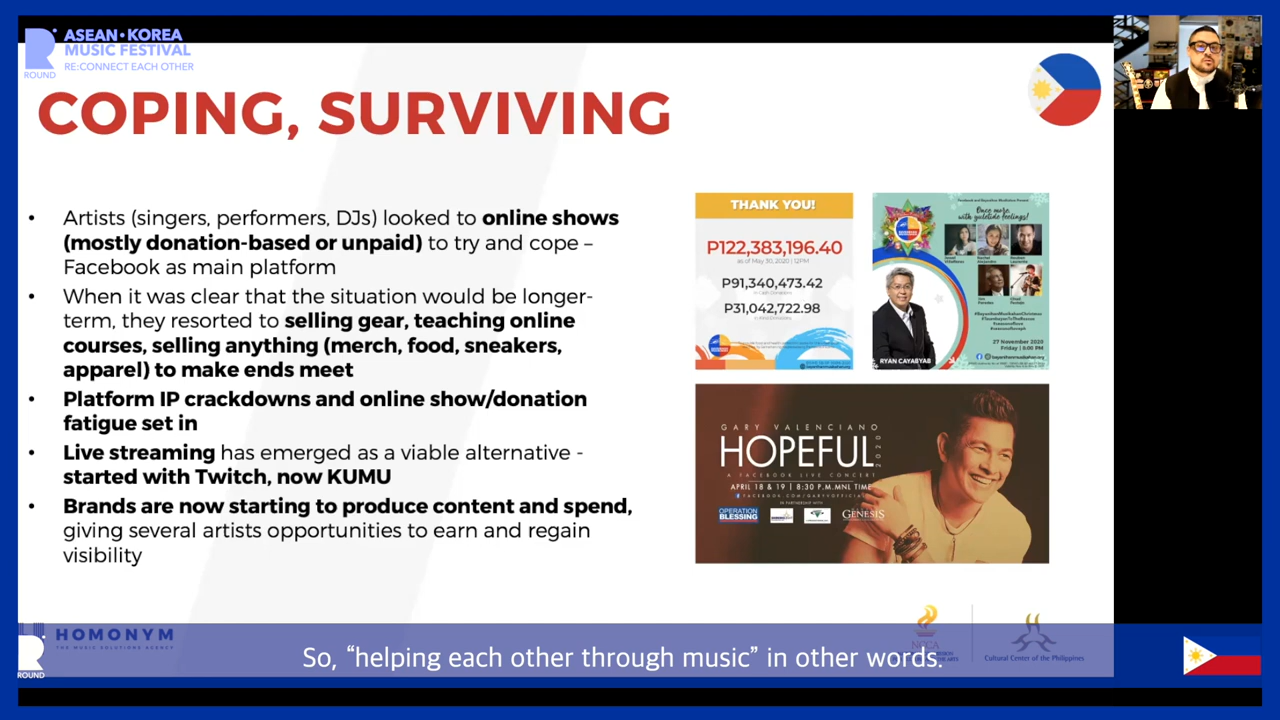 ASEAN•KOREA
MUSIC FESTIVAL
RE:CONNECT EACH OTHER
ROUND
COPING, SURVIVING
• Artists (singers, performers, DJs) looked to online shows
(mostly donation-based or unpaid) to try and cope –
Facebook as main platform
• When it was clear that the situation would be longer-
term, they resorted to selling gear, teaching online
courses, selling anything (merch, food, sneakers,
apparel) to make ends meet
• Platform IP crackdowns and online show/donation
fatigue set in
• Live streaming has emerged as a viable alternative -
started with Twitch, now KUMU
• Brands are now starting to produce content and spend,
giving several artists opportunities to earn and regain
visibility
THANK YOU!
P122,383,196.40
as of May 30, 2020 | 12PM
P91,340,473.42
P31,042,722.98
Once more
with yuletide feelings!
RYAN CAYABYAB
27 November 2020
Friday | 8:00 PM
GARY VALENCIANO
HOPEFUL
2020
A FACEBOOK LIVE CONCERT
APRIL 18 & 19 | 8:30 P.M. MNL TIME
OPERATION
BLESSING
GENESIS
HOMONYM
THE MUSIC SOLUTIONS AGENCY
ROUND
Cultural Center of the Philippines
So, “helping each other through music” in other words.